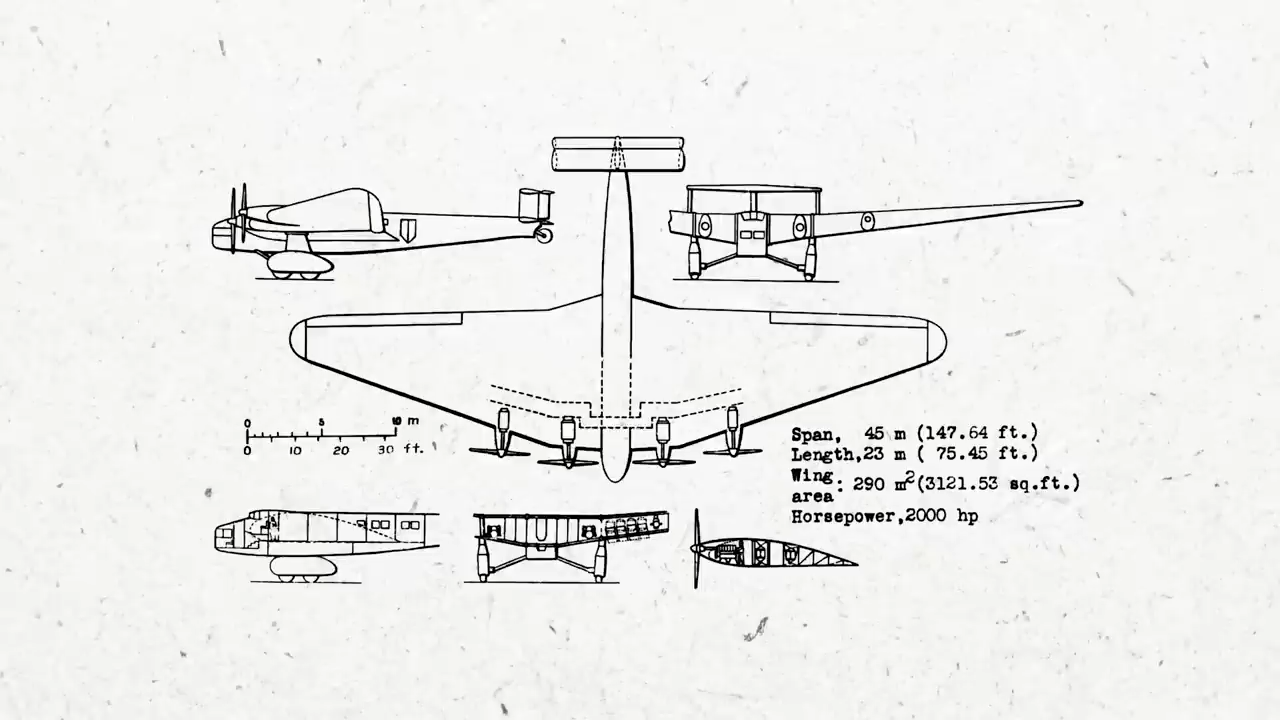 0 5 10 m
0 10 20 30 ft.
Span, 45 m (147.64 ft.)
Length,23 m ( 75.45 ft.)
Wing area: 290 m²(3121.53 sq.ft.)
Horsepower,2000 hp